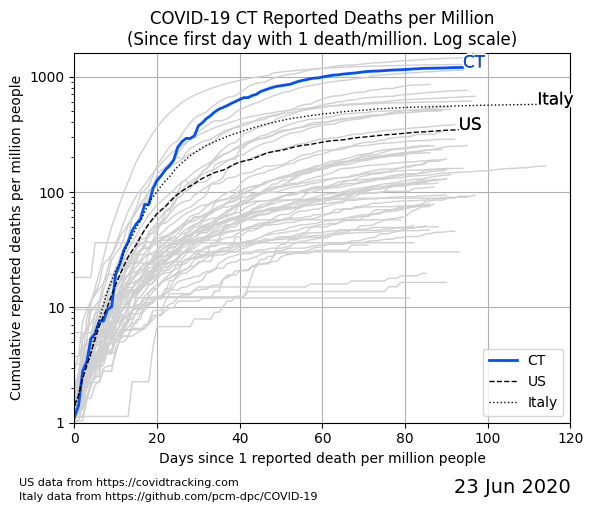 COVID-19 CT Reported Deaths per Million
(Since first day with 1 death/million. Log scale)
Cumulative reported deaths per million people
1000
100
10
1
CT
Italy
US
CT
US
Italy
0 20 40 60 80 100 120
Days since 1 reported death per million people
US data from https://covidtracking.com
Italy data from https://github.com/pcm-dpc/COVID-19
23 Jun 2020